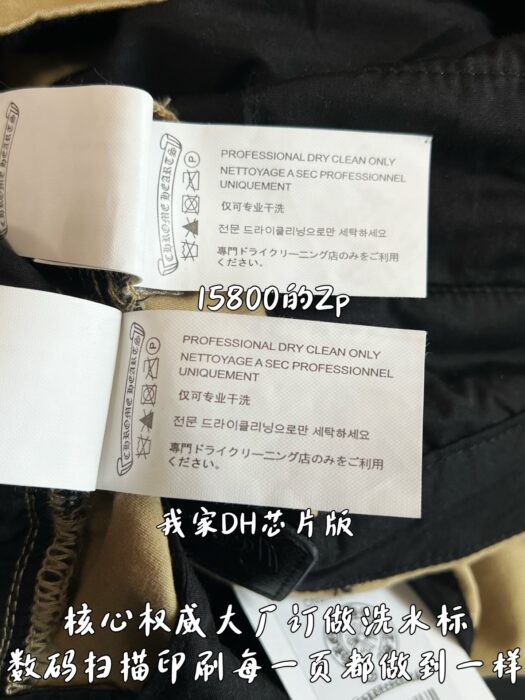 CHROME HEARTS
P
PROFESSIONAL DRY CLEAN ONLY
NETTOYAGE A SEC PROFESSIONNEL
UNIQUEMENT
仅可专业干洗
전문 드라이클리닝으로만 세탁하세요
専門ドライクリーニング店のみをご利用
ください。
15800的Zp
CHROME HEARTS
P
PROFESSIONAL DRY CLEAN ONLY
NETTOYAGE A SEC PROFESSIONNEL
UNIQUEMENT
仅可专业干洗
전문 드라이클리닝으로만 세탁하세요
専門ドライクリーニング店のみをご利用
ください。
我家DH芯片版
核心权威大厂订做洗水标
数码扫描印刷每一页都做到一样